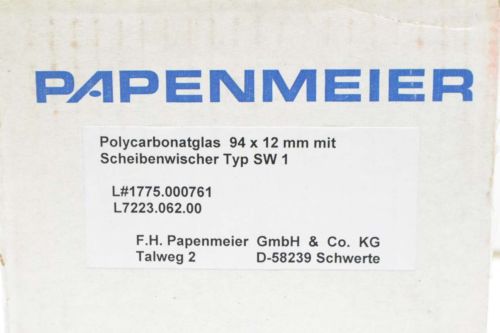 PAPENMEIER
Polycarbonatglas 94 x 12 mm mit
Scheibenwischer Typ SW 1
L#1775.000761
L7223.062.00
F.H. Papenmeier GmbH & Co. KG
Talweg 2 D-58239 Schwerte